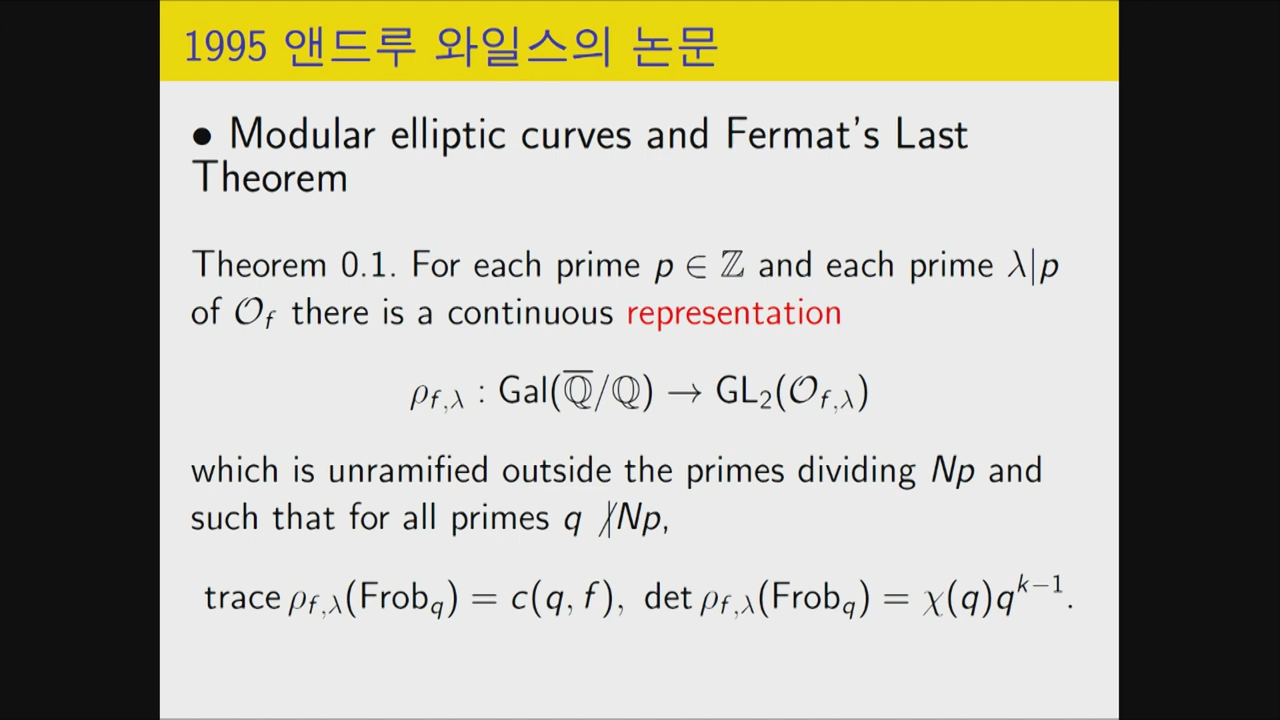 1995 앤드루 와일스의 논문
• Modular elliptic curves and Fermat's Last
Theorem
Theorem 0.1. For each prime p ∈ ℤ and each prime λ|p
of 𝒪_f there is a continuous representation
ρ_{f,λ} : Gal(ℚ̅/ℚ) → GL₂(𝒪_{f,λ})
which is unramified outside the primes dividing Np and
such that for all primes q ∤Np,
trace ρ_{f,λ}(Frob_q) = c(q, f), det ρ_{f,λ}(Frob_q) = χ(q)q^{k−1}.